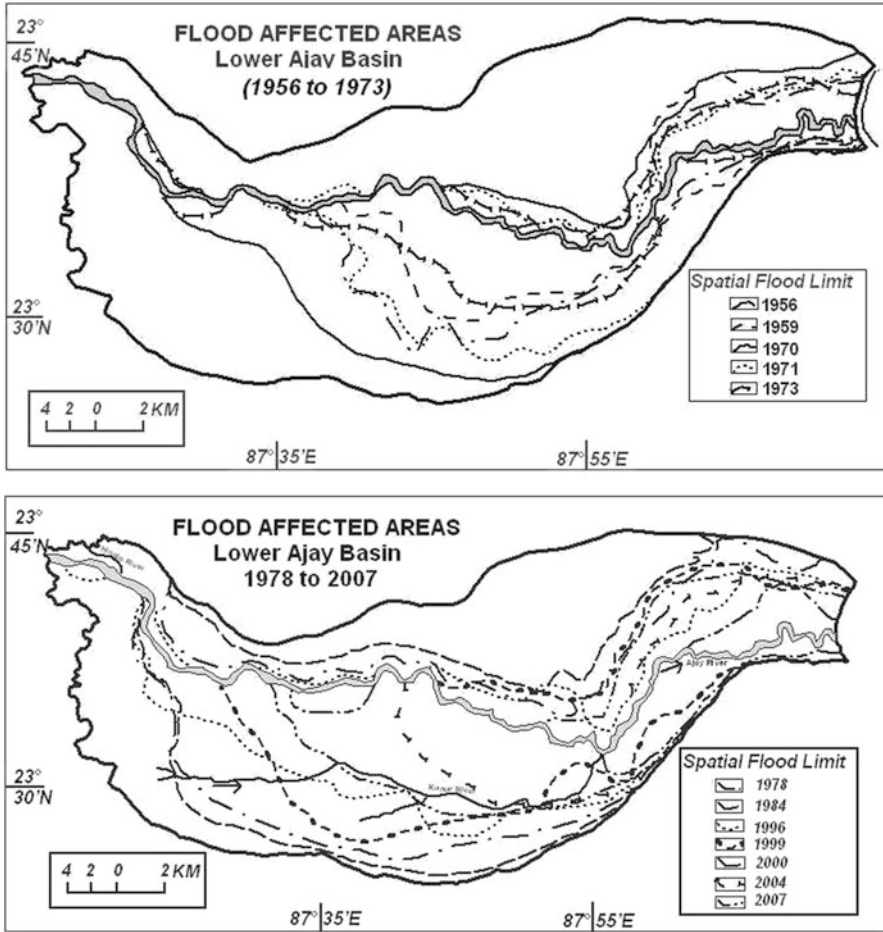 FLOOD AFFECTED AREAS
Lower Ajay Basin
(1956 to 1973)
23°
45'N
23°
30'N
Spatial Flood Limit
1956
1959
1970
1971
1973
4 2 0 2 KM
87° 35'E
87° 55'E
FLOOD AFFECTED AREAS
Lower Ajay Basin
1978 to 2007
23°
45'N
River
Ajay River
23°
30'N
River
Spatial Flood Limit
1978
1984
1996
1999
2000
2004
2007
4 2 0 2 KM
87° 35'E
87° 55'E